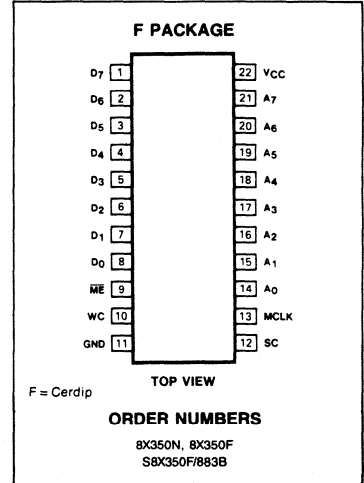 F PACKAGE
D7 1 22 VCC
D6 2 21 A7
D5 3 20 A6
D4 4 19 A5
D3 5 18 A4
D2 6 17 A3
D1 7 16 A2
D0 8 15 A1
M̅E̅ 9 14 A0
WC 10 13 MCLK
GND 11 12 SC
TOP VIEW
F = Cerdip
ORDER NUMBERS
8X350N, 8X350F
S8X350F/883B